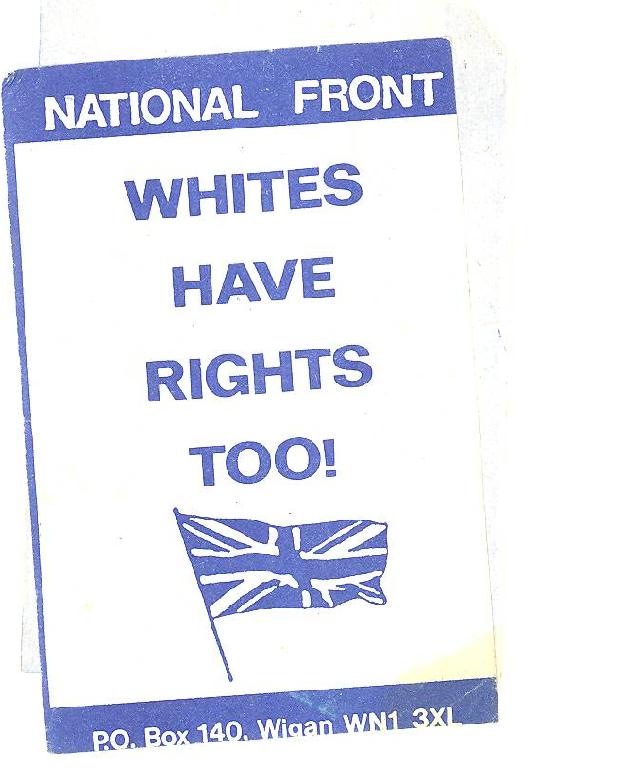 NATIONAL FRONT
WHITES
HAVE
RIGHTS
TOO!
P.O. Box 140, Wigan WN1 3XL